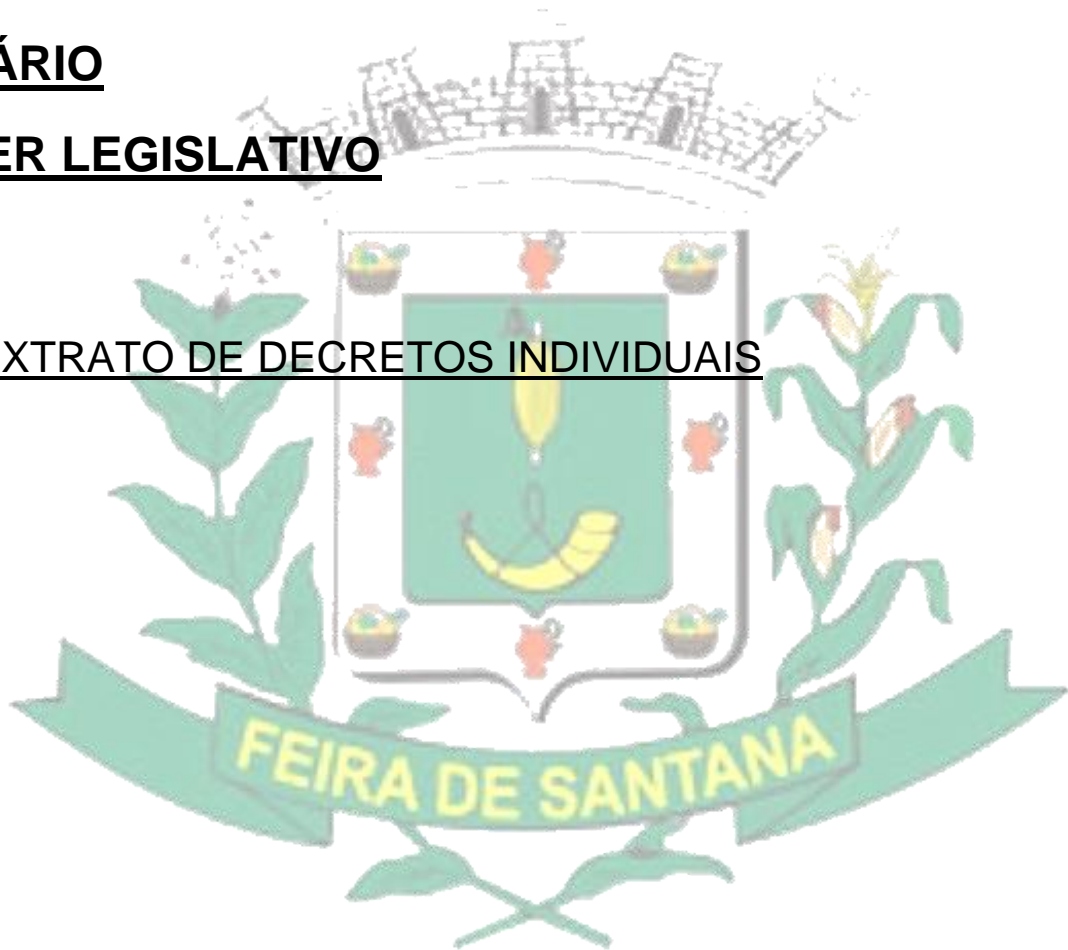 ÁRIO
ER LEGISLATIVO
XTRATO DE DECRETOS INDIVIDUAIS
FEIRA DE SANTANA